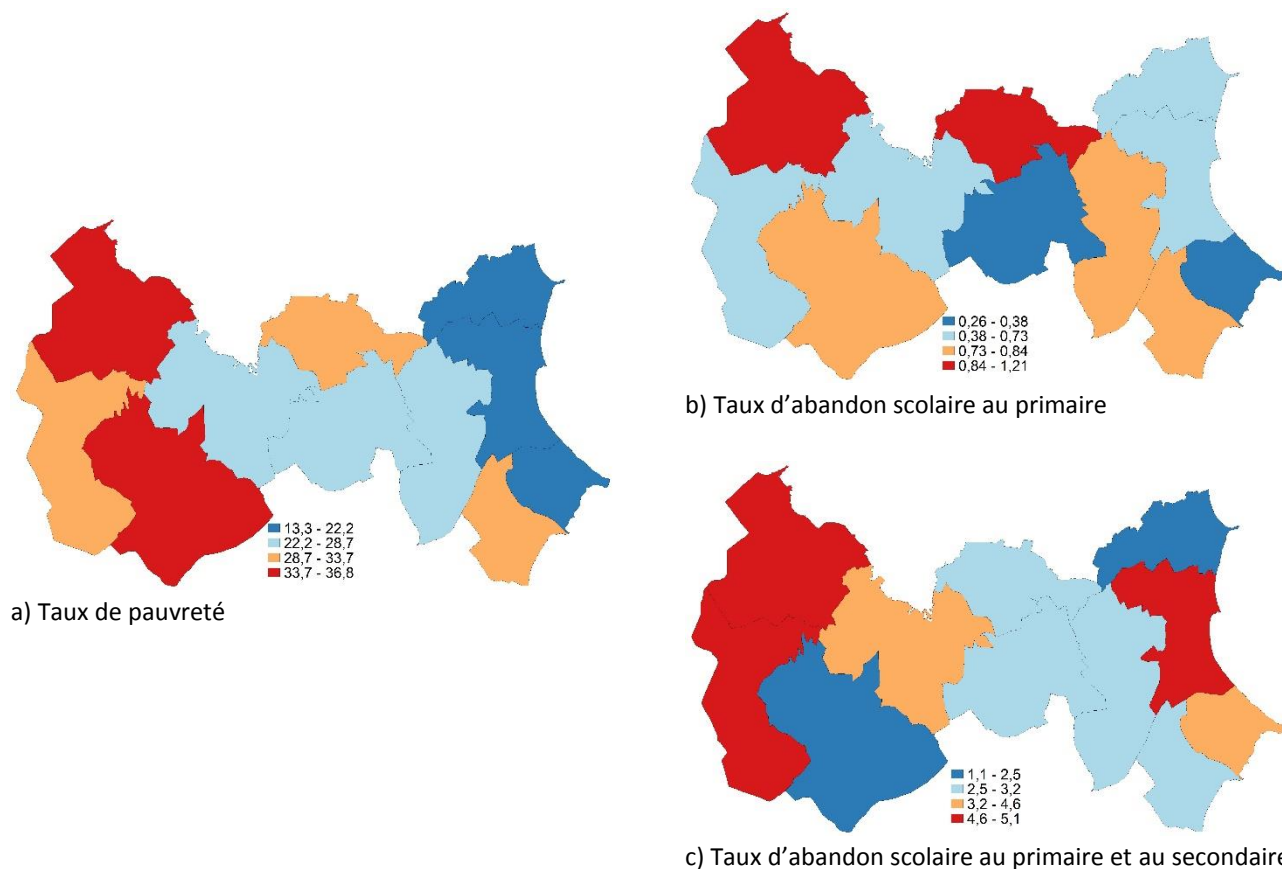 13,3 - 22,2
22,2 - 28,7
28,7 - 33,7
33,7 - 36,8
a) Taux de pauvreté
0,26 - 0,38
0,38 - 0,73
0,73 - 0,84
0,84 - 1,21
b) Taux d’abandon scolaire au primaire
1,1 - 2,5
2,5 - 3,2
3,2 - 4,6
4,6 - 5,1
c) Taux d’abandon scolaire au primaire et au secondaire